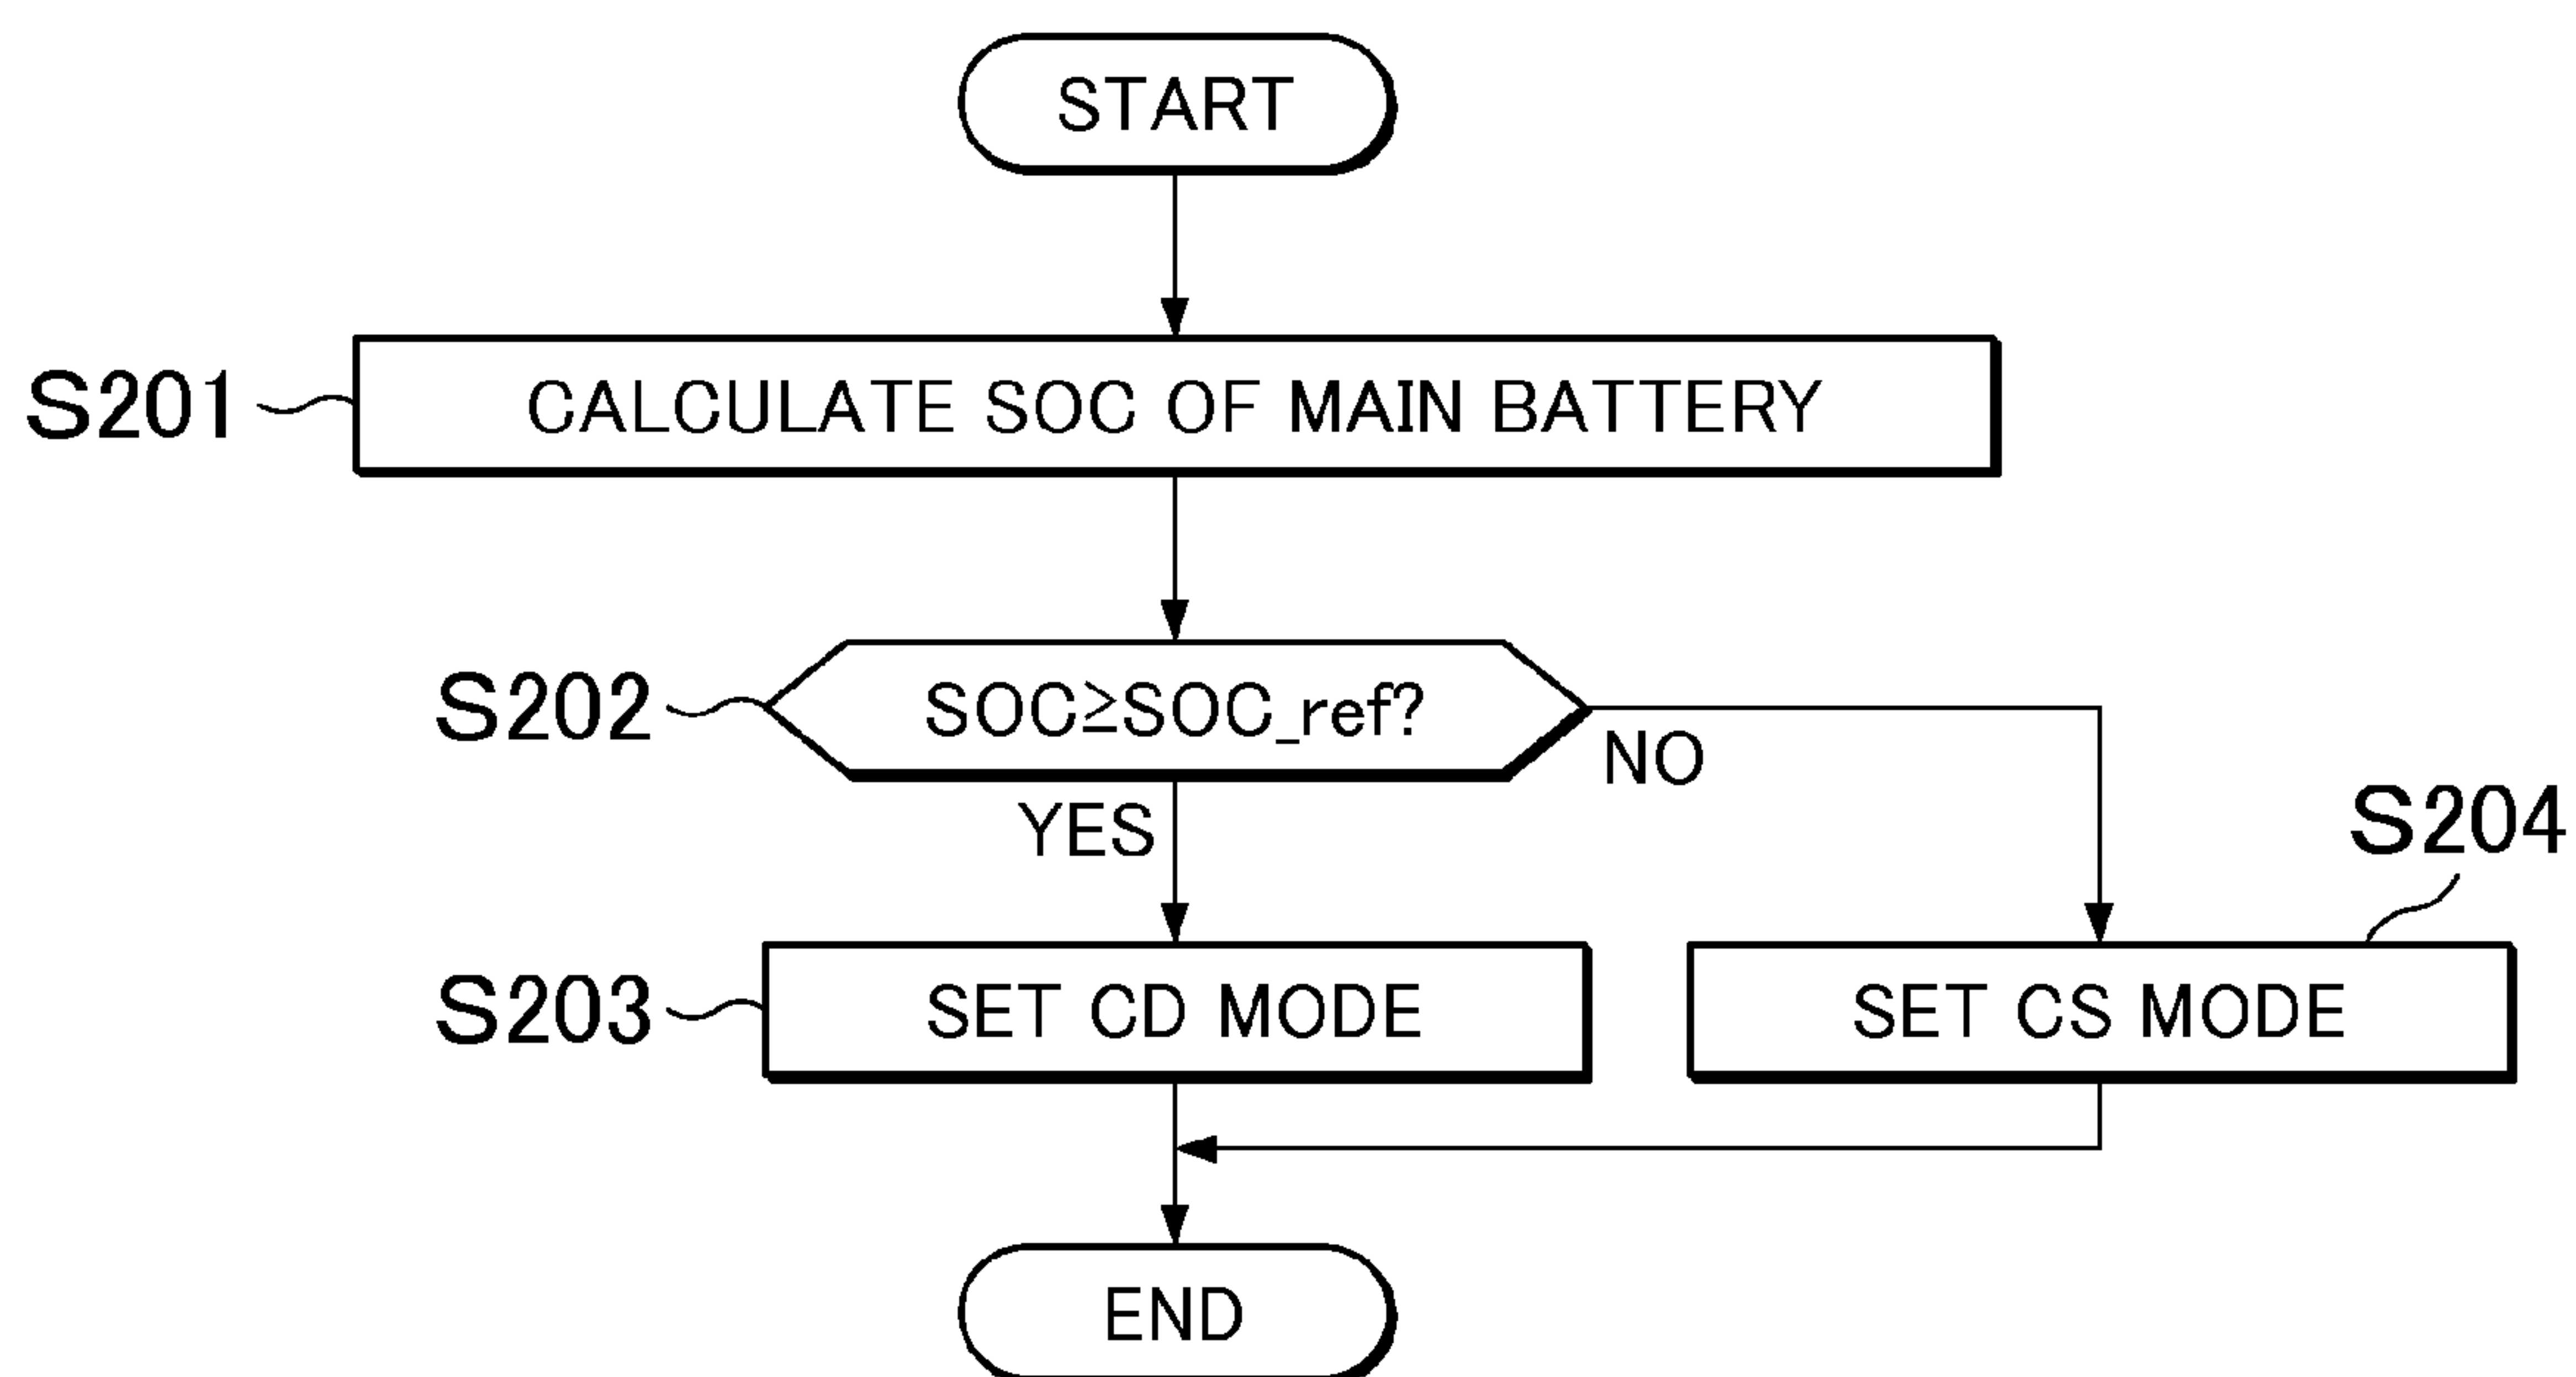 START
S201
CALCULATE SOC OF MAIN BATTERY
S202
SOC≧SOC_ref?
NO
YES
S204
S203
SET CD MODE
SET CS MODE
END